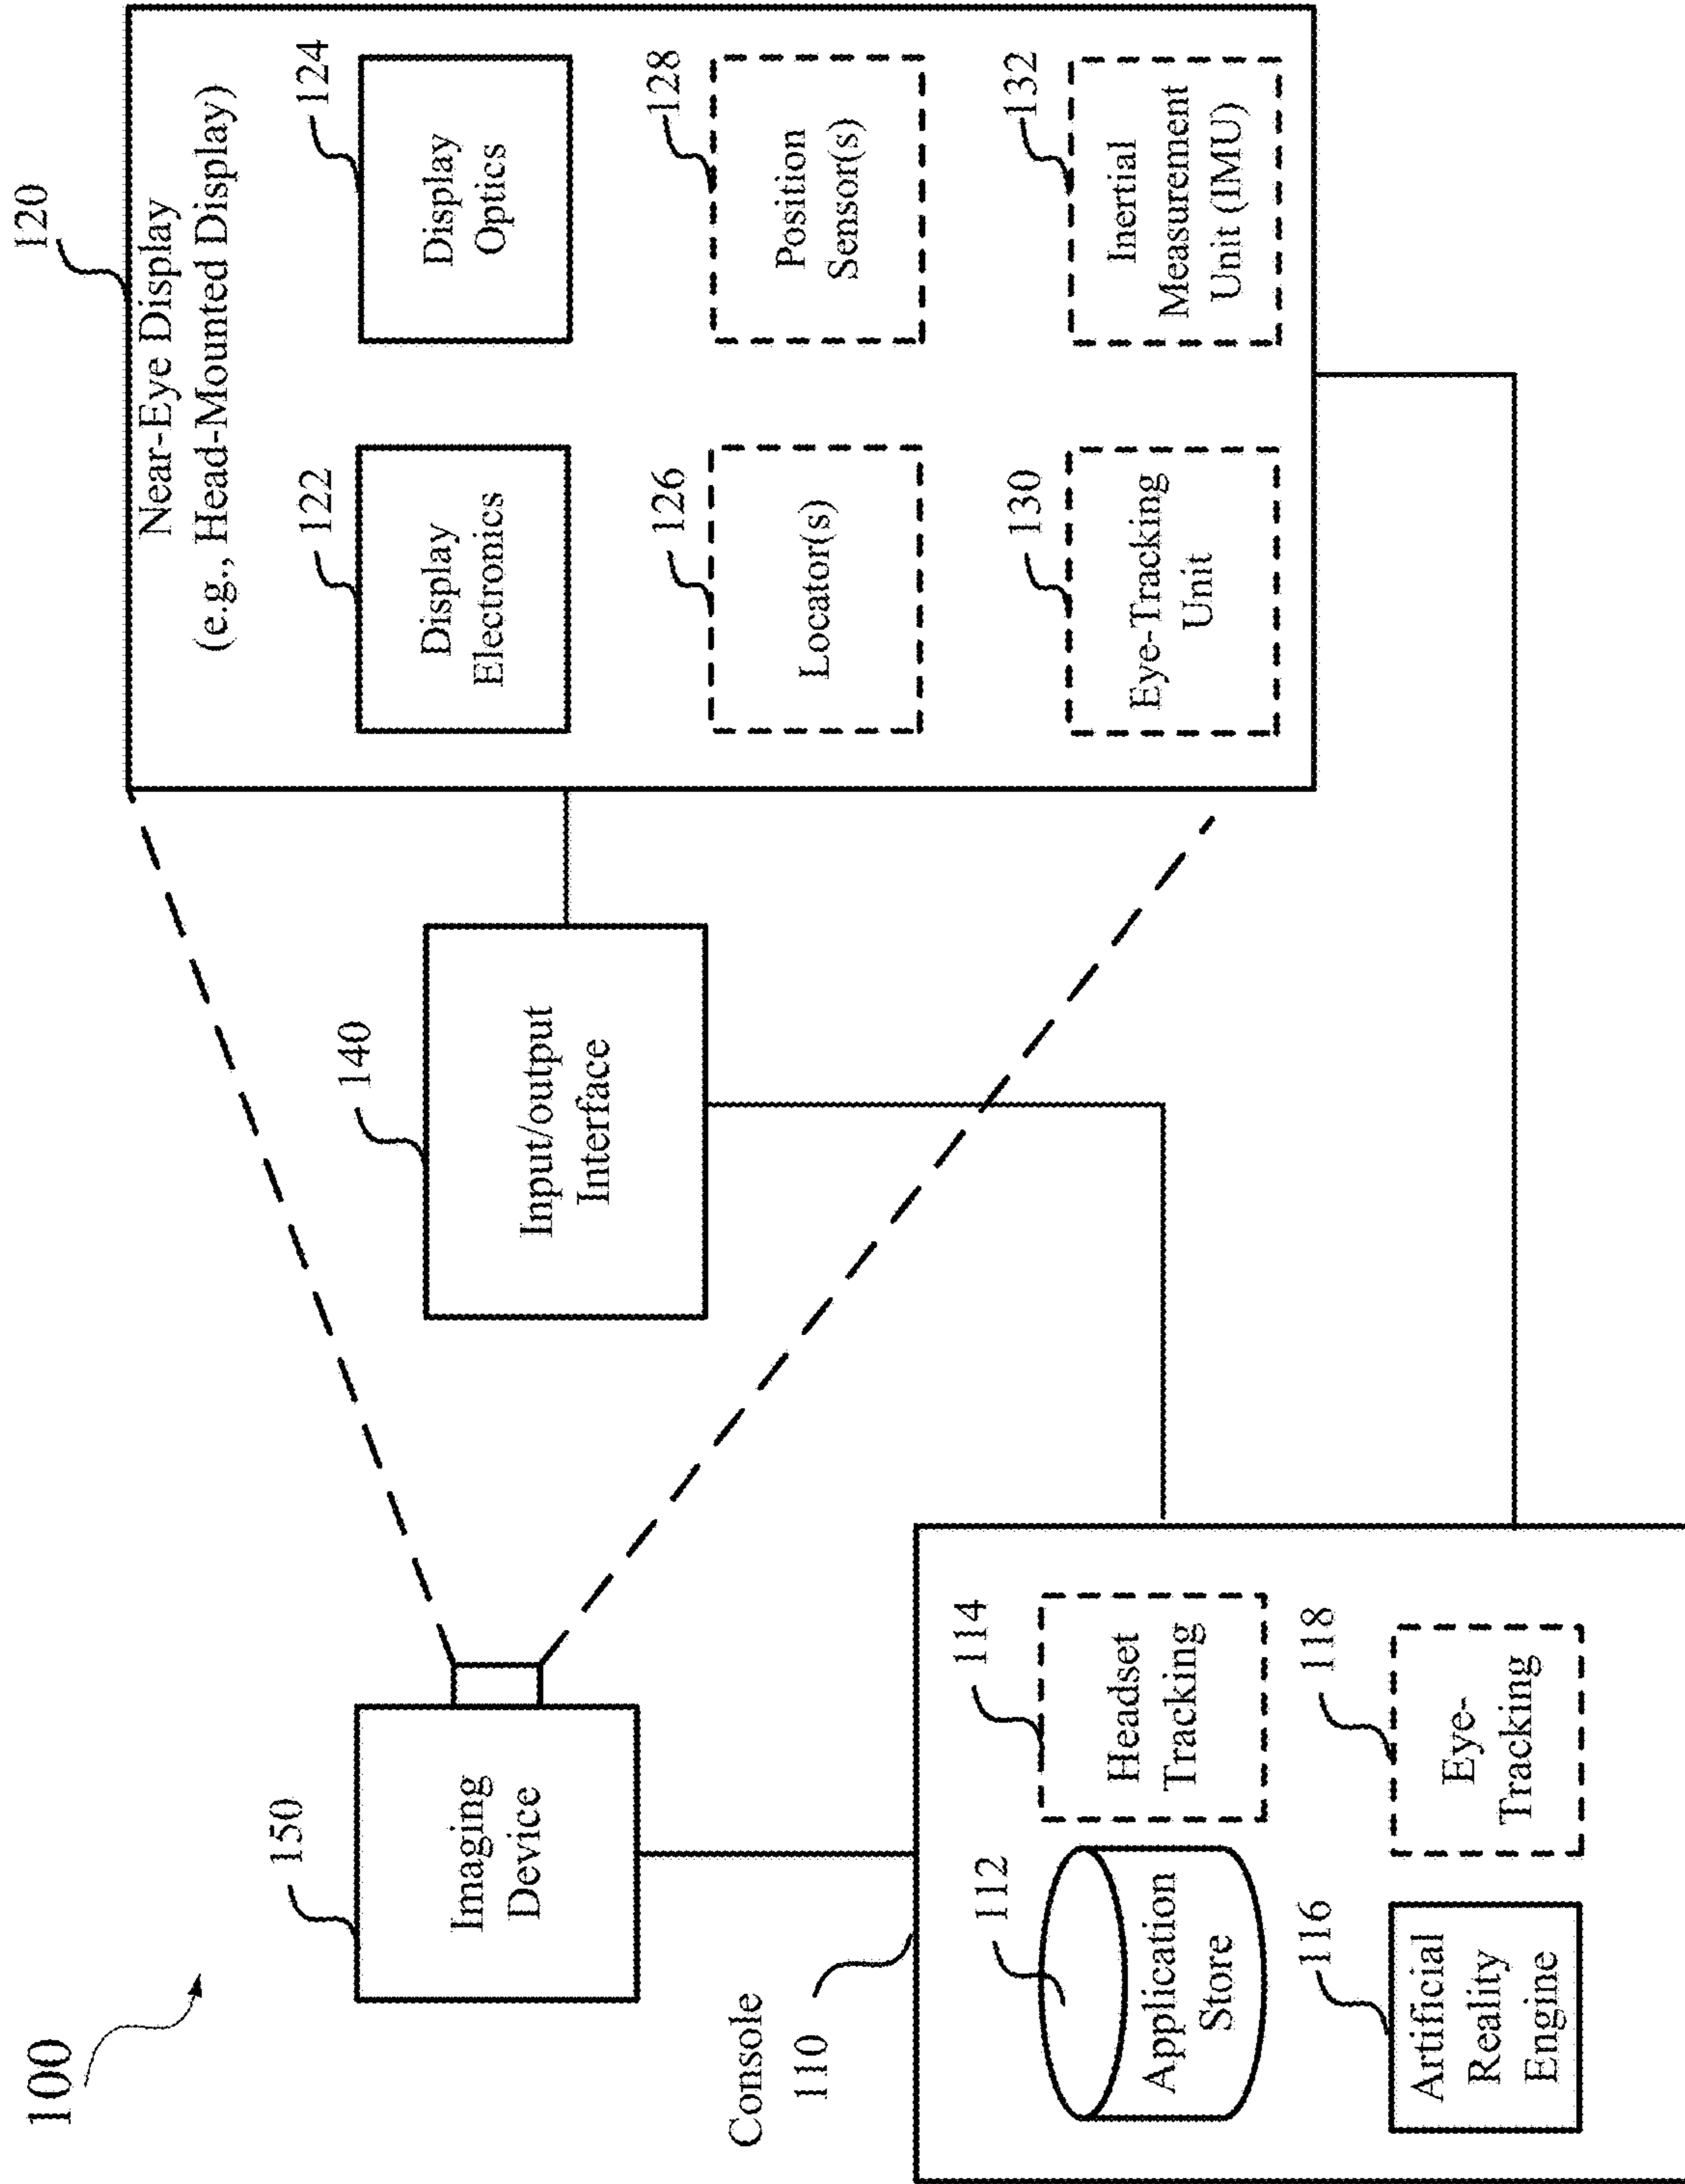 100
150
Imaging
Device
140
Input/output
Interface
120
Near-Eye Display
(e.g., Head-Mounted Display)
122
Display
Electronics
124
Display
Optics
126
Locator(s)
128
Position
Sensor(s)
130
Eye-Tracking
Unit
132
Inertial
Measurement
Unit (IMU)
Console
110
112
Application
Store
114
Headset
Tracking
116
Artificial
Reality
Engine
118
Eye-
Tracking